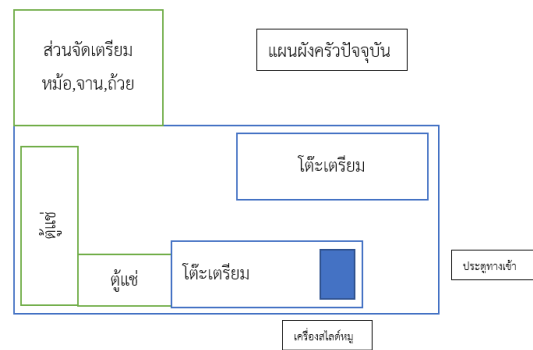 ส่วนจัดเตรียม
หม้อ,จาน,ถ้วย
แผนผังครัวปัจจุบัน
โต๊ะเตรียม
ตู้แช่
ตู้แช่
โต๊ะเตรียม
ประตูทางเข้า
เครื่องสไลด์หมู